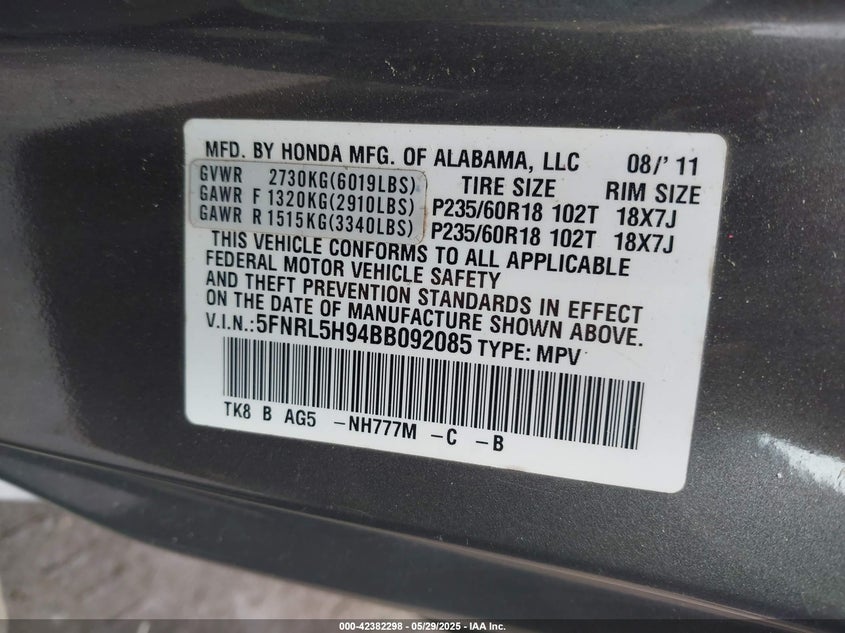 MFD. BY HONDA MFG. OF ALABAMA, LLC 08/'11
GVWR 2730KG(6019LBS) TIRE SIZE RIM SIZE
GAWR F 1320KG(2910LBS) P235/60R18 102T 18X7J
GAWR R 1515KG(3340LBS) P235/60R18 102T 18X7J
THIS VEHICLE CONFORMS TO ALL APPLICABLE
FEDERAL MOTOR VEHICLE SAFETY
AND THEFT PREVENTION STANDARDS IN EFFECT
ON THE DATE OF MANUFACTURE SHOWN ABOVE.
V.I.N.:5FNRL5H94BB092085 TYPE: MPV
TK8 B AG5 -NH777M -C -B
000-42382298 - 05/29/2025 - IAA Inc.